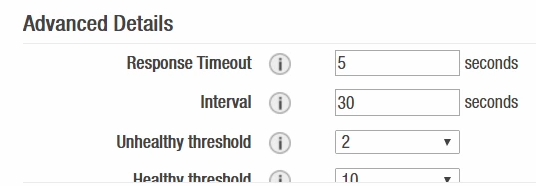 Advanced Details
Response Timeout i 5 seconds
Interval i 30 seconds
Unhealthy threshold i 2
Healthy threshold i 10